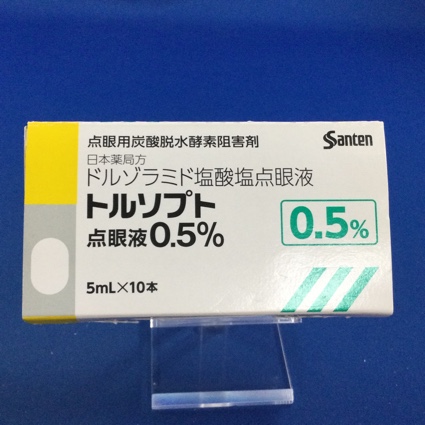 点眼用炭酸脱水酵素阻害剤
Santen
日本薬局方
ドルゾラミド塩酸塩点眼液
トルソプト
点眼液0.5%
0.5%
5mL×10本